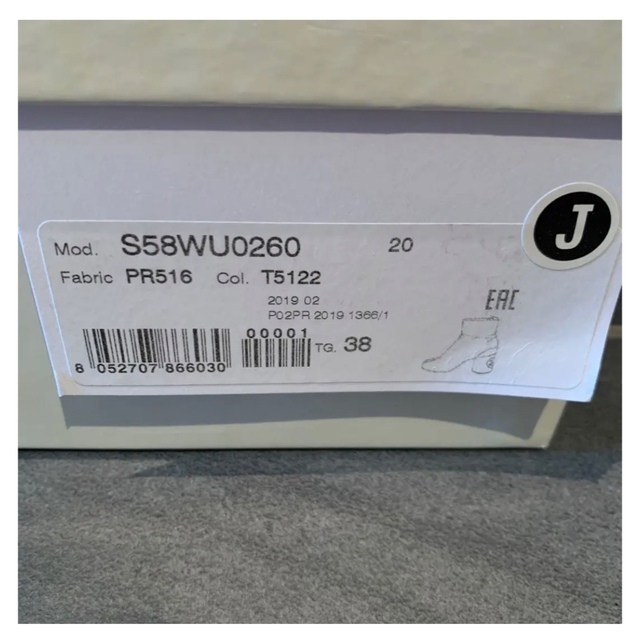 J
Mod. S58WU0260 20
Fabric PR516 Col. T5122
2019 02
P02PR 2019 1366/1
EAC
00001
TG. 38
8 052707 866030